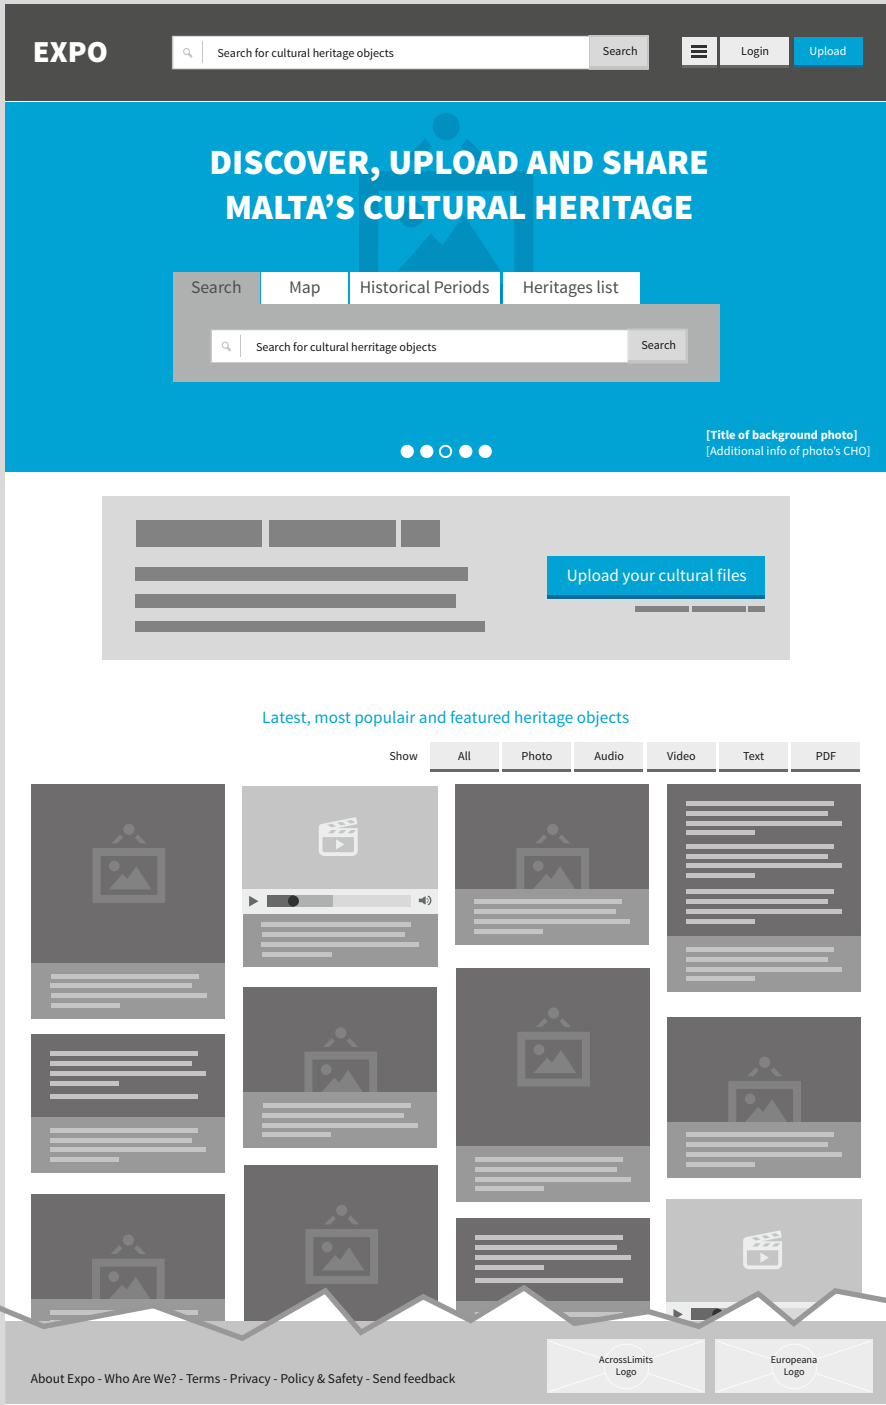 EXPO
Search for cultural heritage objects
Search
Login
Upload
DISCOVER, UPLOAD AND SHARE
MALTA’S CULTURAL HERITAGE
Search
Map
Historical Periods
Heritages list
Search for cultural herritage objects
Search
[Title of background photo]
[Additional info of photo's CHO]
Upload your cultural files
Latest, most populair and featured heritage objects
Show
All
Photo
Audio
Video
Text
PDF
About Expo - Who Are We? - Terms - Privacy - Policy & Safety - Send feedback
AcrossLimits
Logo
Europeana
Logo